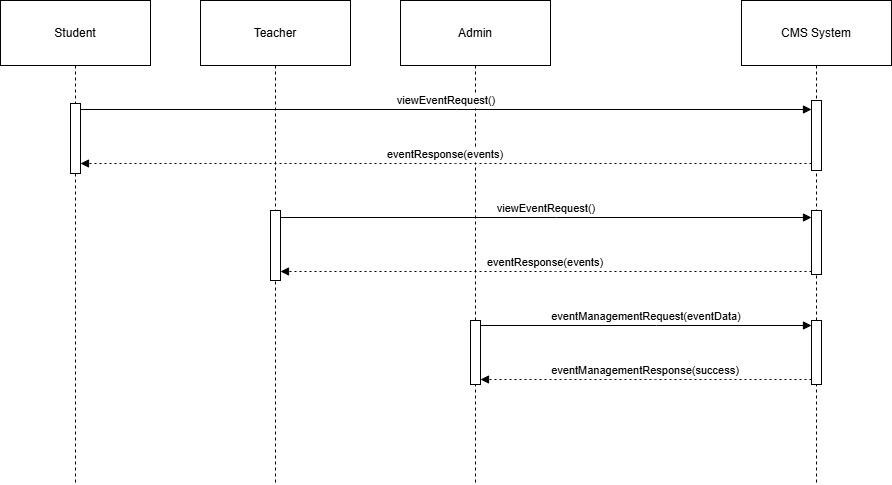 Student
Teacher
Admin
CMS System
viewEventRequest()
eventResponse(events)
viewEventRequest()
eventResponse(events)
eventManagementRequest(eventData)
eventManagementResponse(success)